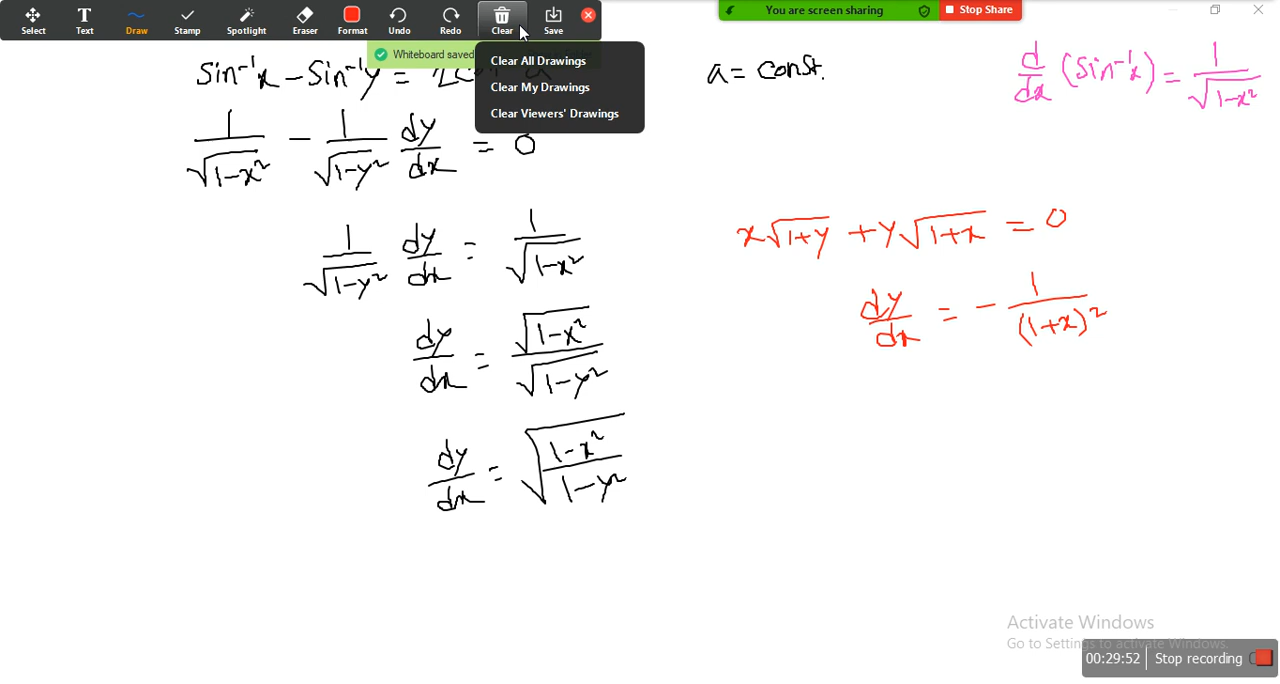 Select Text Draw Stamp Spotlight Eraser Format Undo Redo Clear Save
You are screen sharing Stop Share
Whiteboard saved
Clear All Drawings
Clear My Drawings
Clear Viewers' Drawings
Sin⁻¹x − Sin⁻¹y =
a = const.
d/dx (Sin⁻¹x) = 1/√(1−x²)
1/√(1−x²) − 1/√(1−y²) dy/dx = 0
1/√(1−y²) dy/dx = 1/√(1−x²)
dy/dx = √(1−x²)/√(1−y²)
dy/dx = √((1−x²)/(1−y²))
x√(1+y) + y√(1+x) = 0
dy/dx = − 1/(1+x)²
Activate Windows
Go to Settings to activate Windows.
00:29:52 Stop recording